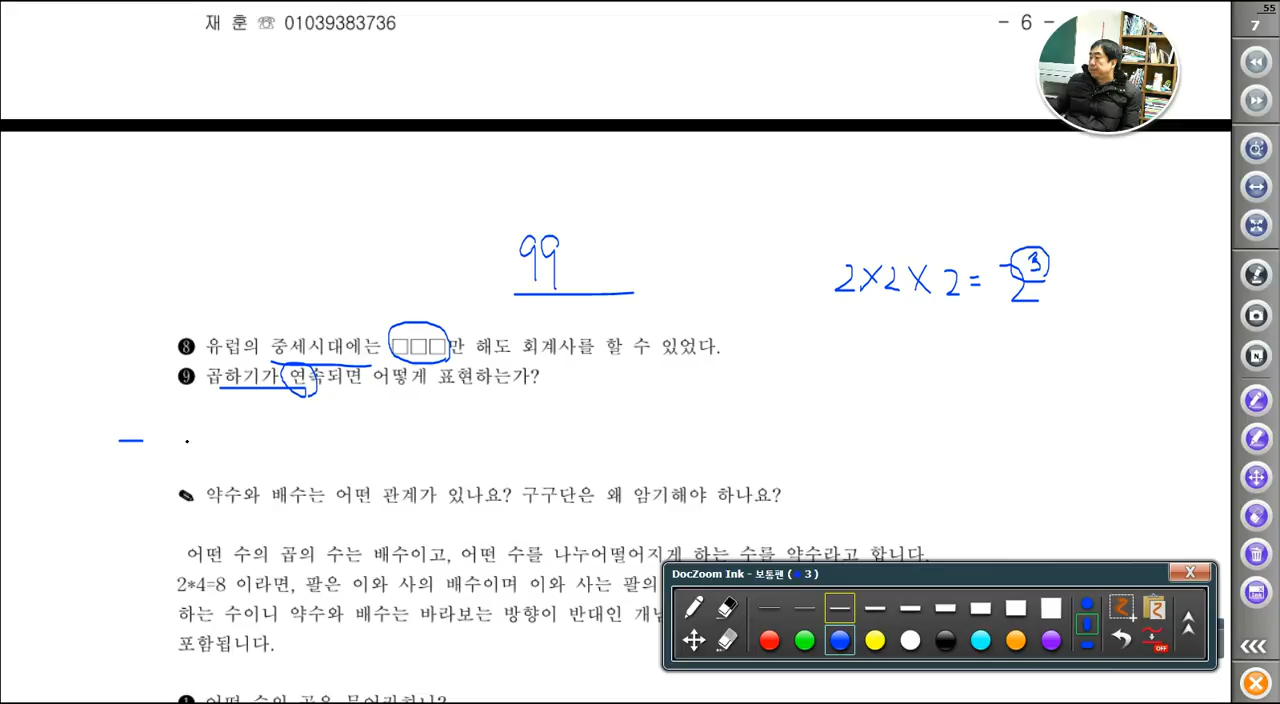 재 훈 ☏ 01039383736
- 6 -
55
7
99
2×2×2= 2³
❽ 유럽의 중세시대에는 □□□만 해도 회계사를 할 수 있었다.
❾ 곱하기가 연속되면 어떻게 표현하는가?
✎ 약수와 배수는 어떤 관계가 있나요? 구구단은 왜 암기해야 하나요?
어떤 수의 곱의 수는 배수이고, 어떤 수를 나누어떨어지게 하는 수를 약수라고 합니다.
2*4=8 이라면, 팔은 이와 사의 배수이며 이와 사는 팔의
하는 수이니 약수와 배수는 바라보는 방향이 반대인 개념
포함됩니다.
DocZoom Ink - 보통펜 ( 3 )
X
OFF
N
Ink